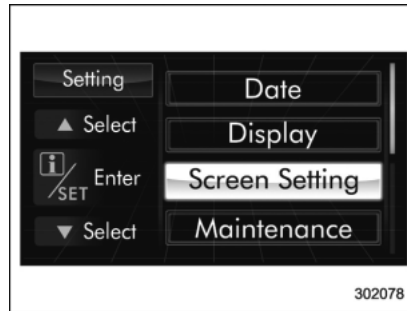 Setting
▲ Select
i/SET Enter
▼ Select
Date
Display
Screen Setting
Maintenance
302078